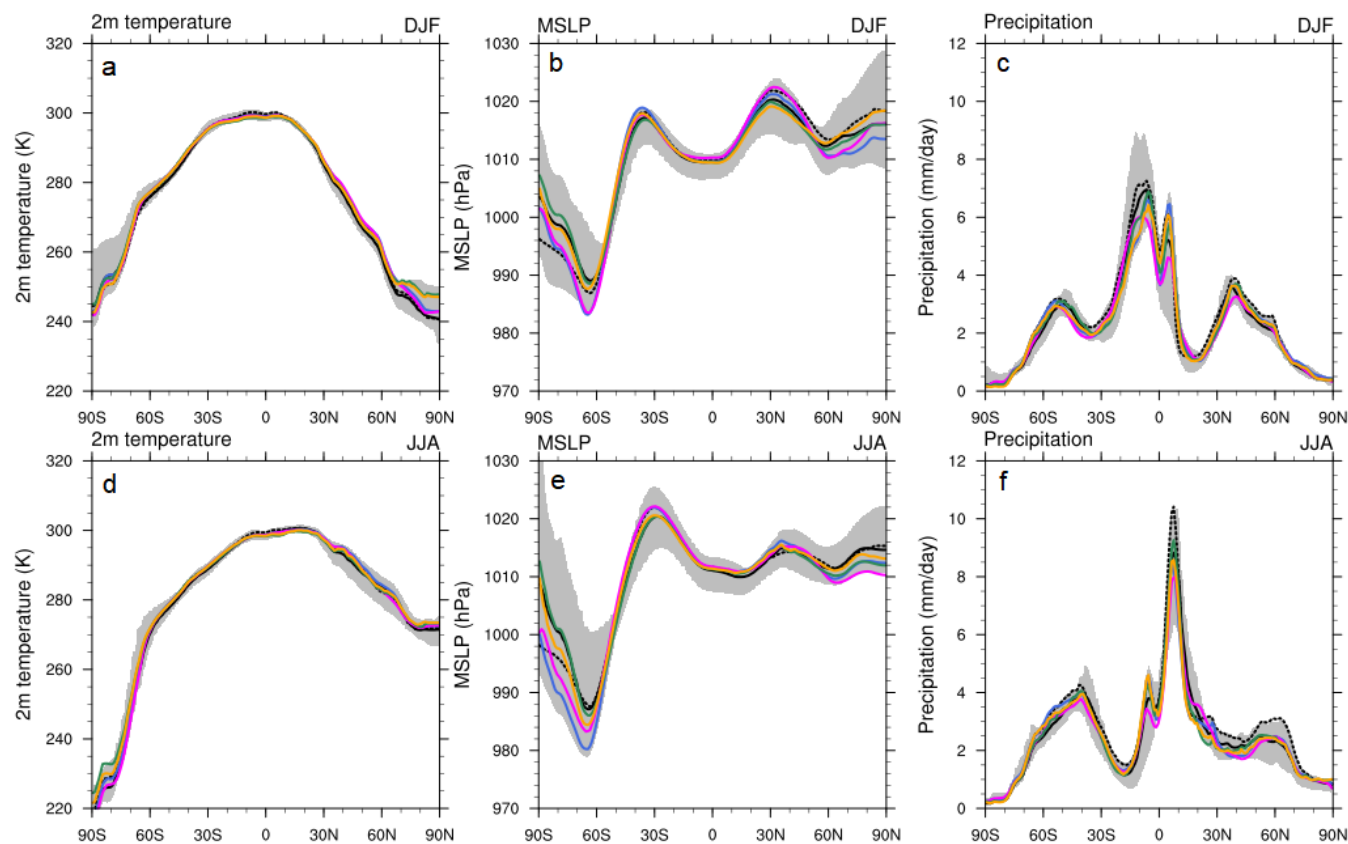 2m temperature DJF MSLP DJF Precipitation DJF
a b c
2m temperature (K)
320
300
280
260
240
220
90S 60S 30S 0 30N 60N 90N
MSLP (hPa)
1030
1020
1010
1000
990
980
970
90S 60S 30S 0 30N 60N 90N
Precipitation (mm/day)
12
10
8
6
4
2
0
90S 60S 30S 0 30N 60N 90N
2m temperature JJA MSLP JJA Precipitation JJA
d e f
2m temperature (K)
320
300
280
260
240
220
90S 60S 30S 0 30N 60N 90N
MSLP (hPa)
1030
1020
1010
1000
990
980
970
90S 60S 30S 0 30N 60N 90N
Precipitation (mm/day)
12
10
8
6
4
2
0
90S 60S 30S 0 30N 60N 90N